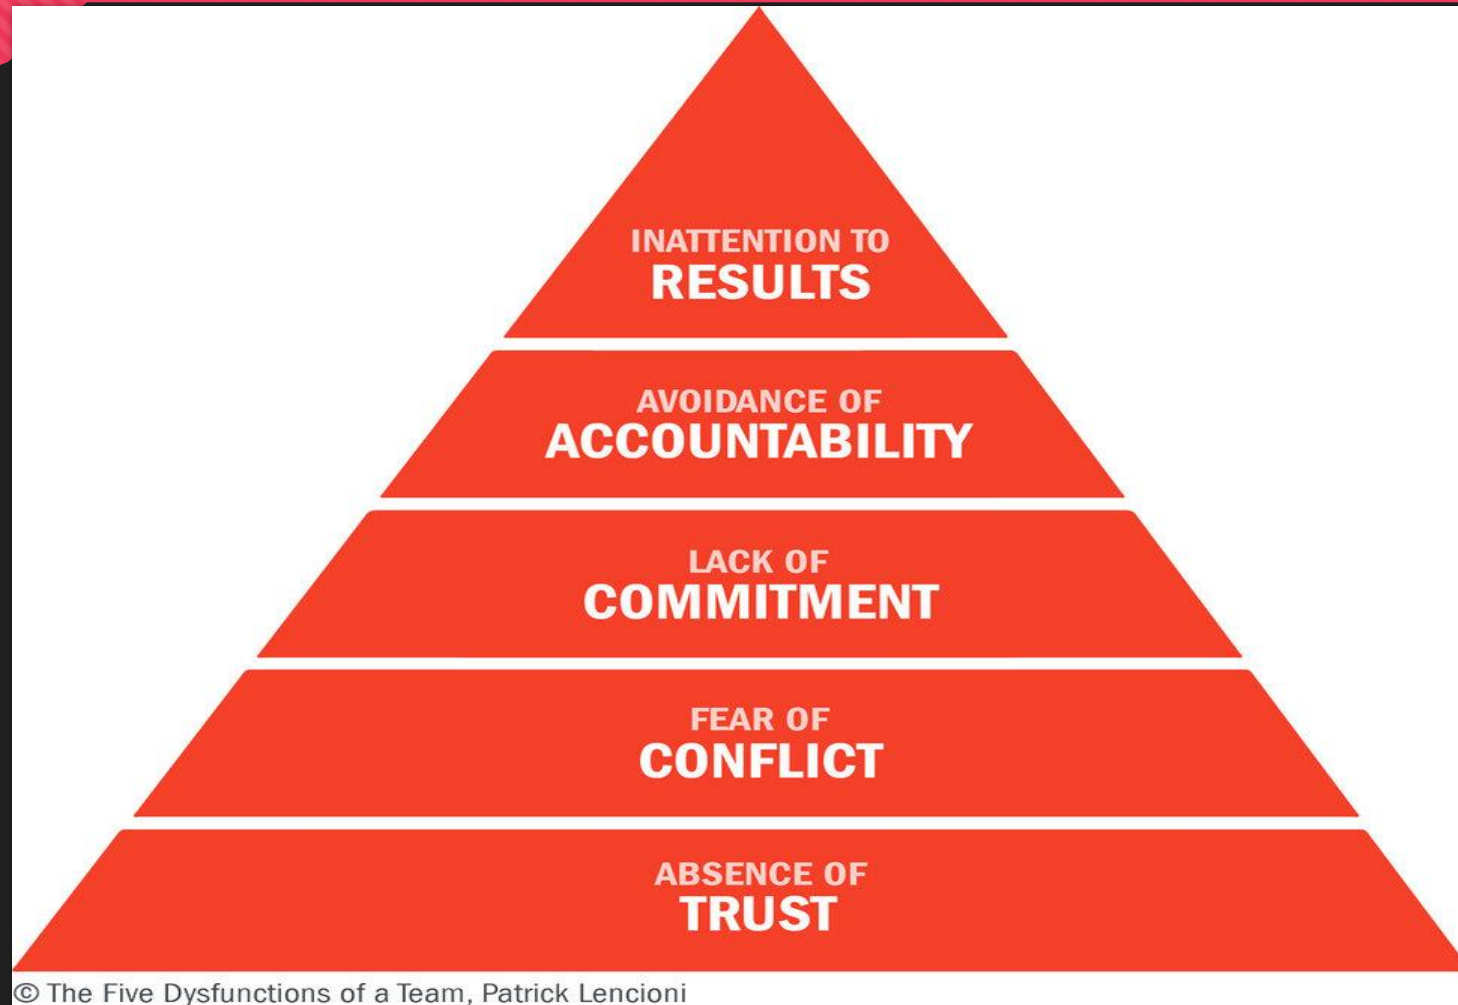 INATTENTION TO
RESULTS
AVOIDANCE OF
ACCOUNTABILITY
LACK OF
COMMITMENT
FEAR OF
CONFLICT
ABSENCE OF
TRUST
© The Five Dysfunctions of a Team, Patrick Lencioni